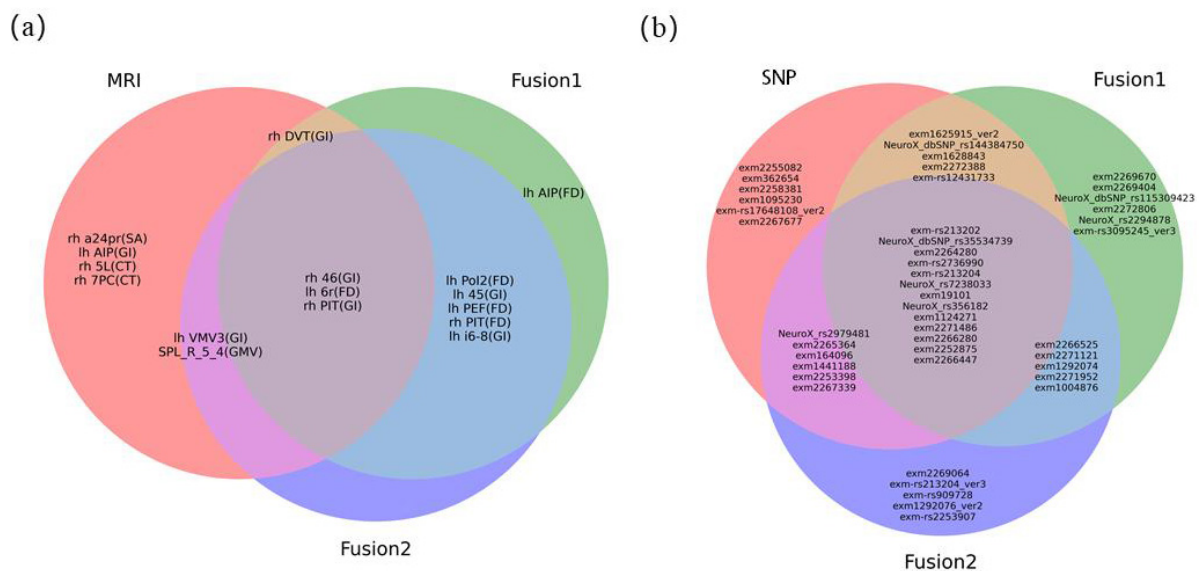 (a)
MRI
Fusion1
rh DVT(GI)
lh AIP(FD)
rh a24pr(SA)
lh AIP(GI)
rh 5L(CT)
rh 7PC(CT)
rh 46(GI)
lh 6r(FD)
rh PIT(GI)
lh PoI2(FD)
lh 45(GI)
lh PEF(FD)
rh PIT(FD)
lh i6-8(GI)
lh VMV3(GI)
SPL_R_5_4(GMV)
Fusion2
(b)
SNP
Fusion1
exm1625915_ver2
NeuroX_dbSNP_rs144384750
exm1628843
exm2272388
exm-rs12431733
exm2255082
exm362654
exm2258381
exm1095230
exm-rs17648108_ver2
exm2267677
exm2269670
exm2269404
NeuroX_dbSNP_rs115309423
exm2272806
NeuroX_rs2294878
exm-rs3095245_ver3
exm-rs213202
NeuroX_dbSNP_rs35534739
exm2264280
exm-rs2736990
exm-rs213204
NeuroX_rs7238033
exm19101
NeuroX_rs356182
exm1124271
exm2271486
exm2266280
exm2252875
exm2266447
NeuroX_rs2979481
exm2265364
exm164096
exm1441188
exm2253398
exm2267339
exm2266525
exm2271121
exm1292074
exm2271952
exm1004876
exm2269064
exm-rs213204_ver3
exm-rs909728
exm1292076_ver2
exm-rs2253907
Fusion2